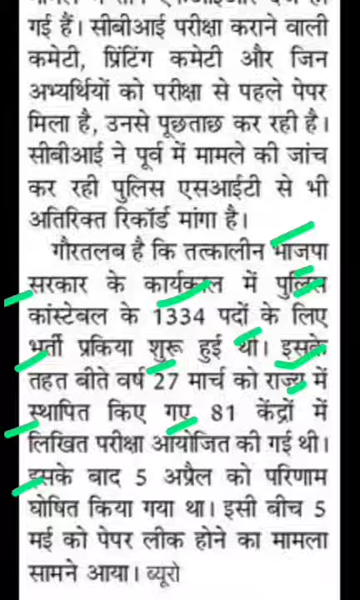 गई हैं। सीबीआई परीक्षा कराने वाली
कमेटी, प्रिंटिंग कमेटी और जिन
अभ्यर्थियों को परीक्षा से पहले पेपर
मिला है, उनसे पूछताछ कर रही है।
सीबीआई ने पूर्व में मामले की जांच
कर रही पुलिस एसआईटी से भी
अतिरिक्त रिकॉर्ड मांगा है।
गौरतलब है कि तत्कालीन भाजपा
सरकार के कार्यकाल में पुलिस
कांस्टेबल के 1334 पदों के लिए
भर्ती प्रकिया शुरू हुई थी। इसके
तहत बीते वर्ष 27 मार्च को राज्य में
स्थापित किए गए 81 केंद्रों में
लिखित परीक्षा आयोजित की गई थी।
इसके बाद 5 अप्रैल को परिणाम
घोषित किया गया था। इसी बीच 5
मई को पेपर लीक होने का मामला
सामने आया। ब्यूरो